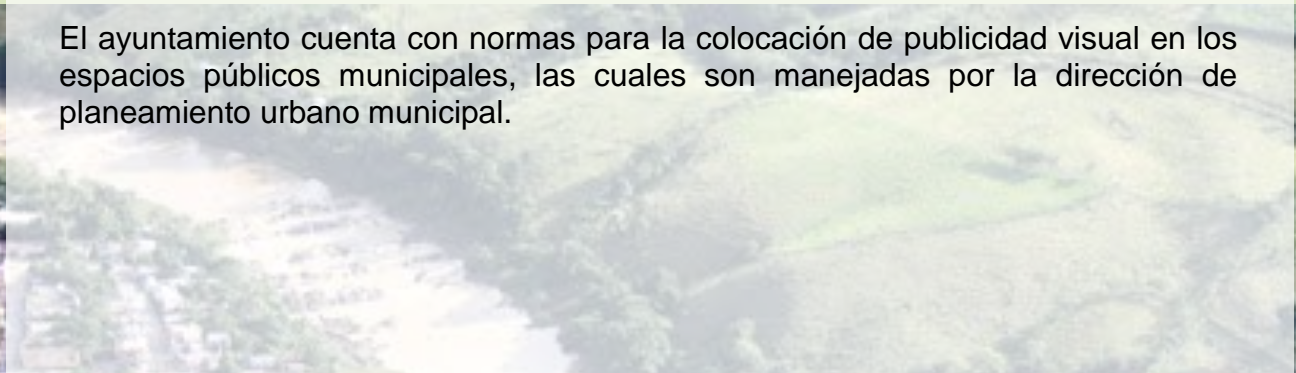 El ayuntamiento cuenta con normas para la colocación de publicidad visual en los
espacios públicos municipales, las cuales son manejadas por la dirección de
planeamiento urbano municipal.